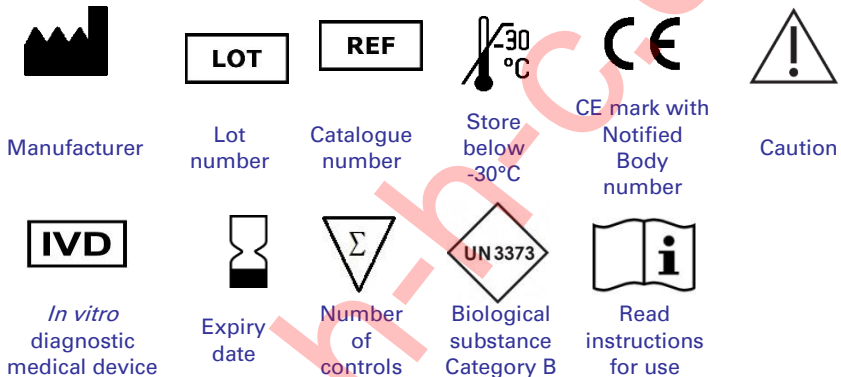 LOT
REF
-30
°C
CE
Manufacturer
Lot
number
Catalogue
number
Store
below
-30°C
CE mark with
Notified
Body
number
Caution
IVD
Σ
UN 3373
i
In vitro
diagnostic
medical device
Expiry
date
Number
of
controls
Biological
substance
Category B
Read
instructions
for use